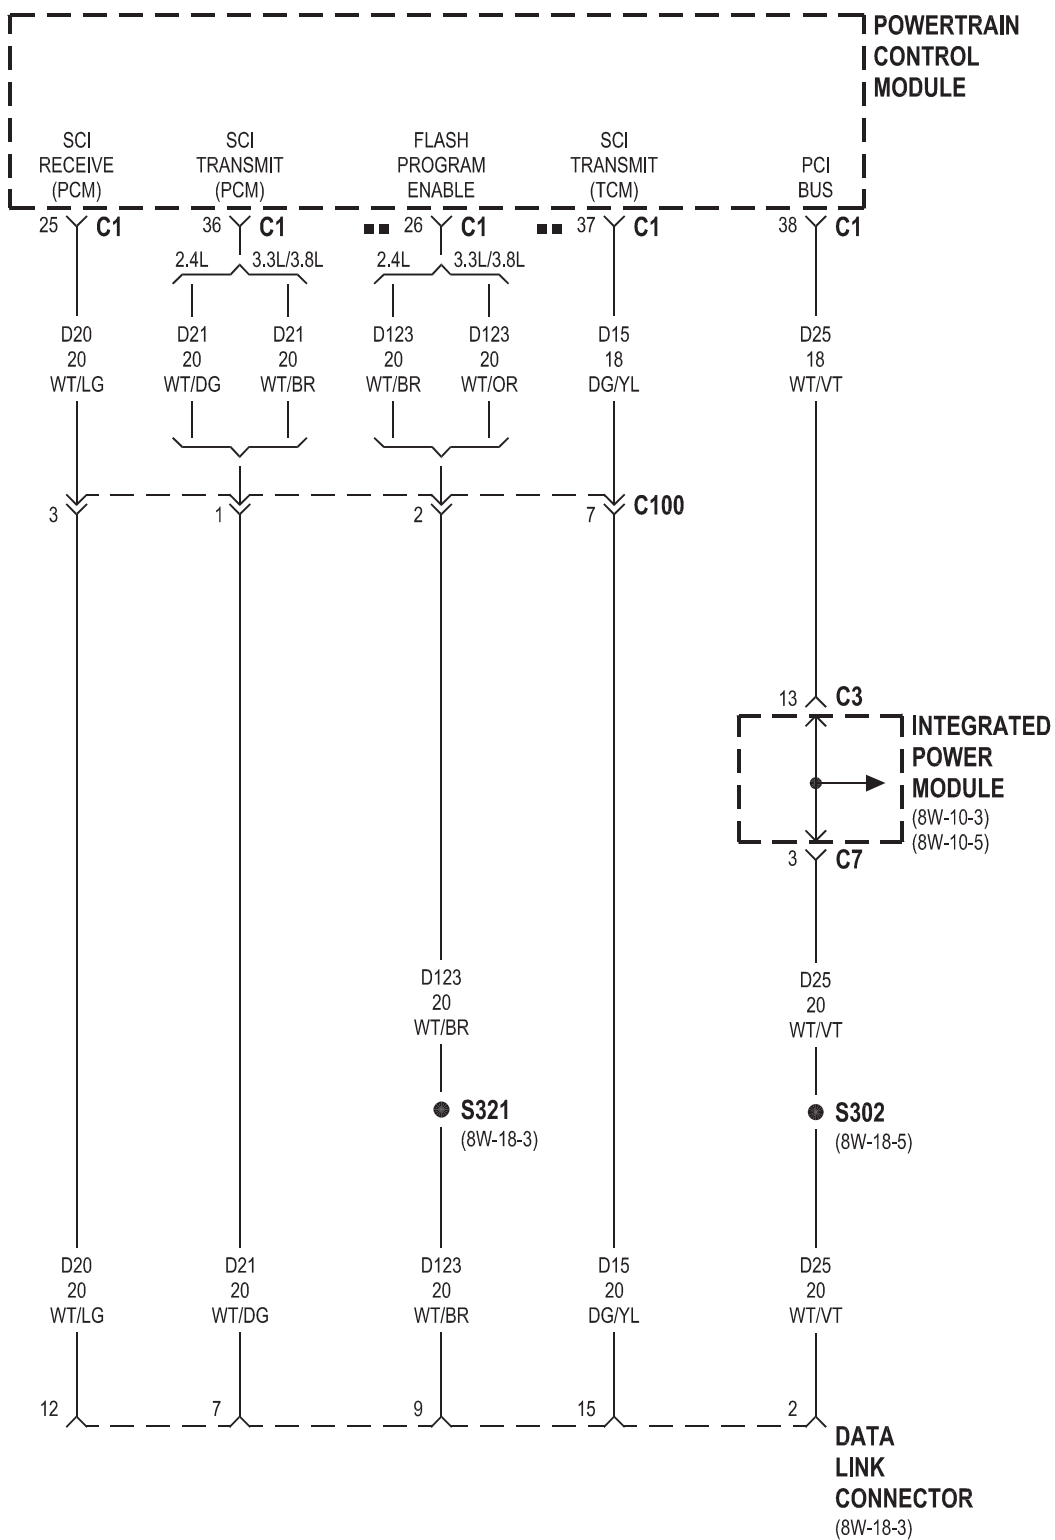 POWERTRAIN
CONTROL
MODULE
SCI
RECEIVE
(PCM)
SCI
TRANSMIT
(PCM)
FLASH
PROGRAM
ENABLE
SCI
TRANSMIT
(TCM)
PCI
BUS
25 C1
36 C1
26 C1
37 C1
38 C1
2.4L 3.3L/3.8L
2.4L 3.3L/3.8L
D20
20
WT/LG
D21
20
WT/DG
D21
20
WT/BR
D123
20
WT/BR
D123
20
WT/OR
D15
18
DG/YL
D25
18
WT/VT
3 1 2 7 C100
13 C3
INTEGRATED
POWER
MODULE
(8W-10-3)
(8W-10-5)
3 C7
D123
20
WT/BR
D25
20
WT/VT
S321
(8W-18-3)
S302
(8W-18-5)
D20
20
WT/LG
D21
20
WT/DG
D123
20
WT/BR
D15
20
DG/YL
D25
20
WT/VT
12 7 9 15 2
DATA
LINK
CONNECTOR
(8W-18-3)